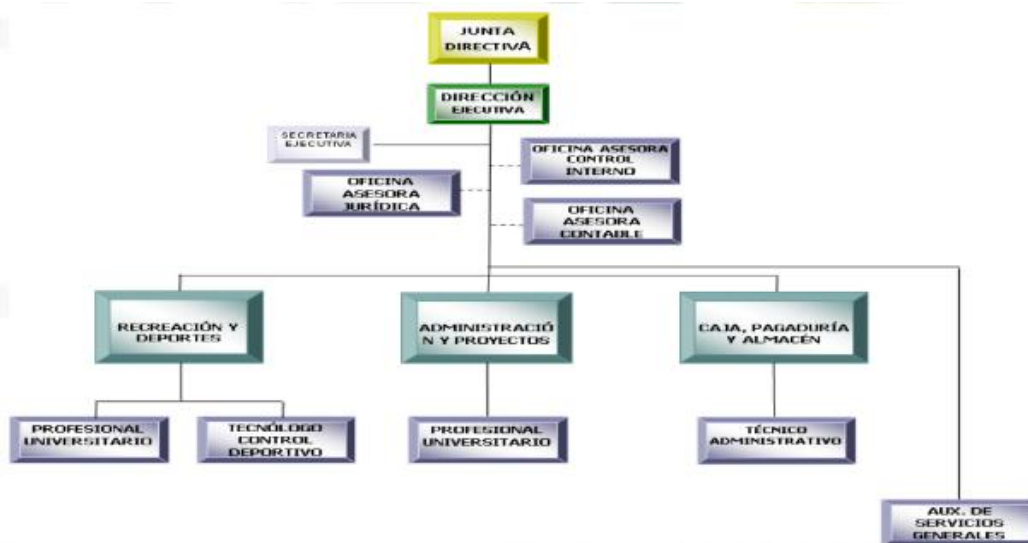 JUNTA
DIRECTIVA
DIRECCIÓN
EJECUTIVA
SECRETARIA
EJECUTIVA
OFICINA ASESORA
CONTROL
INTERNO
OFICINA
ASESORA
JURÍDICA
OFICINA
ASESORA
CONTABLE
RECREACIÓN Y
DEPORTES
ADMINISTRACIÓ
N Y PROYECTOS
CAJA, PAGADURÍA
Y ALMACÉN
PROFESIONAL
UNIVERSITARIO
TECNÓLOGO
CONTROL
DEPORTIVO
PROFESIONAL
UNIVERSITARIO
TÉCNICO
ADMINISTRATIVO
AUX. DE
SERVICIOS
GENERALES